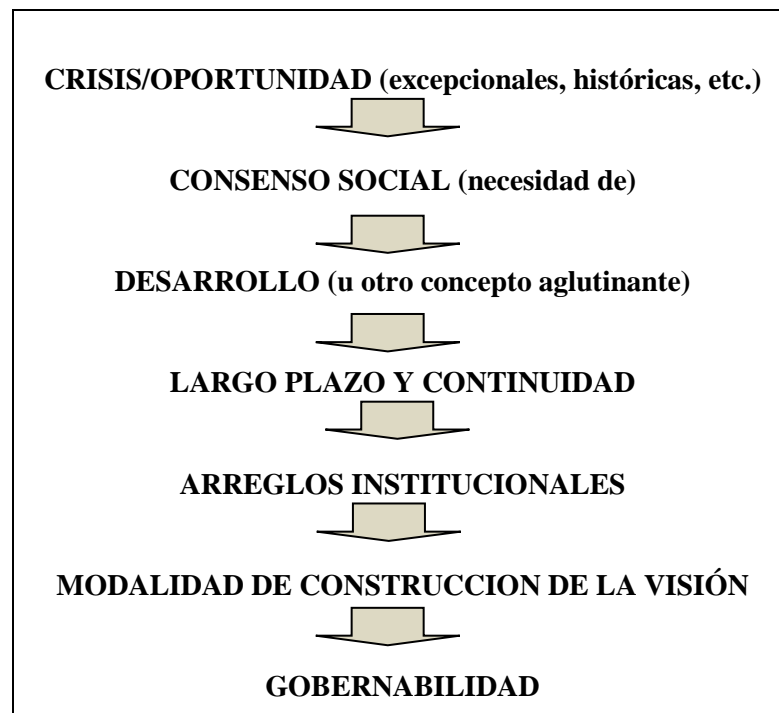 CRISIS/OPORTUNIDAD (excepcionales, históricas, etc.)
CONSENSO SOCIAL (necesidad de)
DESARROLLO (u otro concepto aglutinante)
LARGO PLAZO Y CONTINUIDAD
ARREGLOS INSTITUCIONALES
MODALIDAD DE CONSTRUCCION DE LA VISIÓN
GOBERNABILIDAD